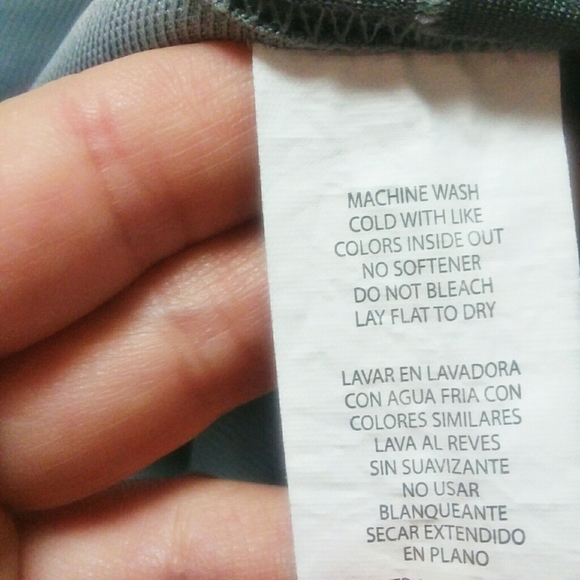 MACHINE WASH
COLD WITH LIKE
COLORS INSIDE OUT
NO SOFTENER
DO NOT BLEACH
LAY FLAT TO DRY
LAVAR EN LAVADORA
CON AGUA FRIA CON
COLORES SIMILARES
LAVA AL REVES
SIN SUAVIZANTE
NO USAR
BLANQUEANTE
SECAR EXTENDIDO
EN PLANO